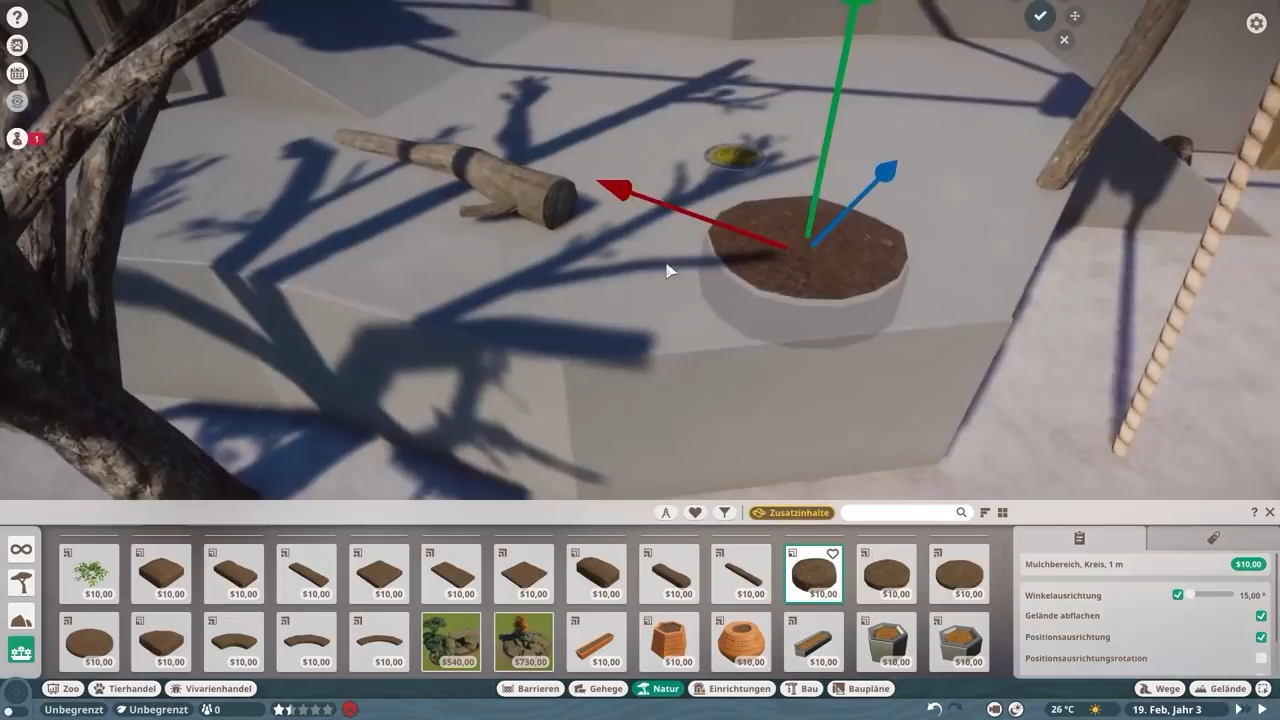 ?
1
Zusatzinhalte
? ✕
$10,00 $10,00 $10,00 $10,00 $10,00 $10,00 $10,00 $10,00 $10,00 $10,00 $10,00 $10,00 $10,00
$10,00 $10,00 $10,00 $10,00 $10,00 $540,00 $730,00 $10,00 $10,00 $10,00 $10,00 $10,00 $10,00
Mulchbereich, Kreis, 1 m $10,00
Winkelausrichtung 15,00 °
Gelände abflachen
Positionsausrichtung
Positionsausrichtungsrotation
Zoo Tierhandel Vivarienhandel Barrieren Gehege Natur Einrichtungen Bau Baupläne Wege Gelände
Unbegrenzt Unbegrenzt 0 26 °C 19. Feb, Jahr 3